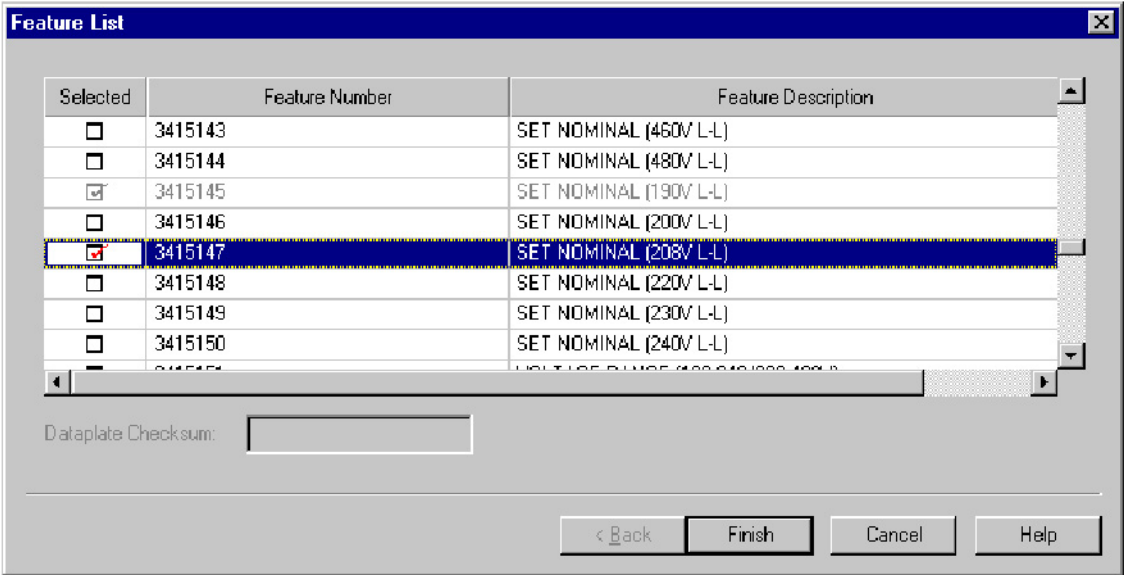 Feature List
Selected Feature Number Feature Description
3415143 SET NOMINAL (460V L-L)
3415144 SET NOMINAL (480V L-L)
3415145 SET NOMINAL (190V L-L)
3415146 SET NOMINAL (200V L-L)
3415147 SET NOMINAL (208V L-L)
3415148 SET NOMINAL (220V L-L)
3415149 SET NOMINAL (230V L-L)
3415150 SET NOMINAL (240V L-L)
Dataplate Checksum:
< Back Finish Cancel Help